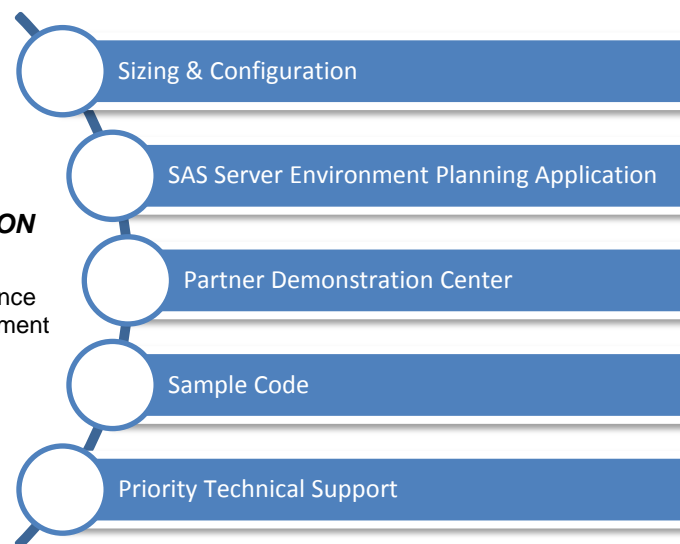 Sizing & Configuration
SAS Server Environment Planning Application
ON
Partner Demonstration Center
nce
ment
Sample Code
Priority Technical Support